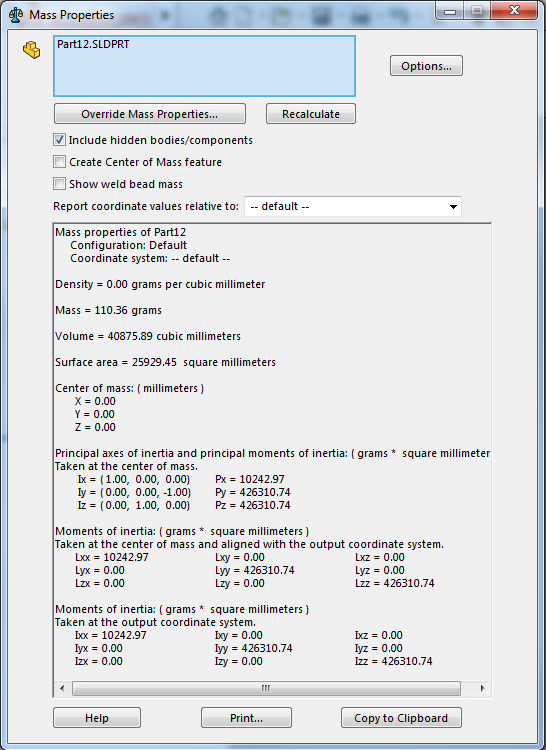 Mass Properties
Part12.SLDPRT
Options...
Override Mass Properties...
Recalculate
Include hidden bodies/components
Create Center of Mass feature
Show weld bead mass
Report coordinate values relative to: -- default --
Mass properties of Part12
Configuration: Default
Coordinate system: -- default --
Density = 0.00 grams per cubic millimeter
Mass = 110.36 grams
Volume = 40875.89 cubic millimeters
Surface area = 25929.45 square millimeters
Center of mass: ( millimeters )
X = 0.00
Y = 0.00
Z = 0.00
Principal axes of inertia and principal moments of inertia: ( grams * square millimeter
Taken at the center of mass.
Ix = ( 1.00, 0.00, 0.00) Px = 10242.97
Iy = ( 0.00, 0.00, -1.00) Py = 426310.74
Iz = ( 0.00, 1.00, 0.00) Pz = 426310.74
Moments of inertia: ( grams * square millimeters )
Taken at the center of mass and aligned with the output coordinate system.
Lxx = 10242.97 Lxy = 0.00 Lxz = 0.00
Lyx = 0.00 Lyy = 426310.74 Lyz = 0.00
Lzx = 0.00 Lzy = 0.00 Lzz = 426310.74
Moments of inertia: ( grams * square millimeters )
Taken at the output coordinate system.
Ixx = 10242.97 Ixy = 0.00 Ixz = 0.00
Iyx = 0.00 Iyy = 426310.74 Iyz = 0.00
Izx = 0.00 Izy = 0.00 Izz = 426310.74
Help
Print...
Copy to Clipboard